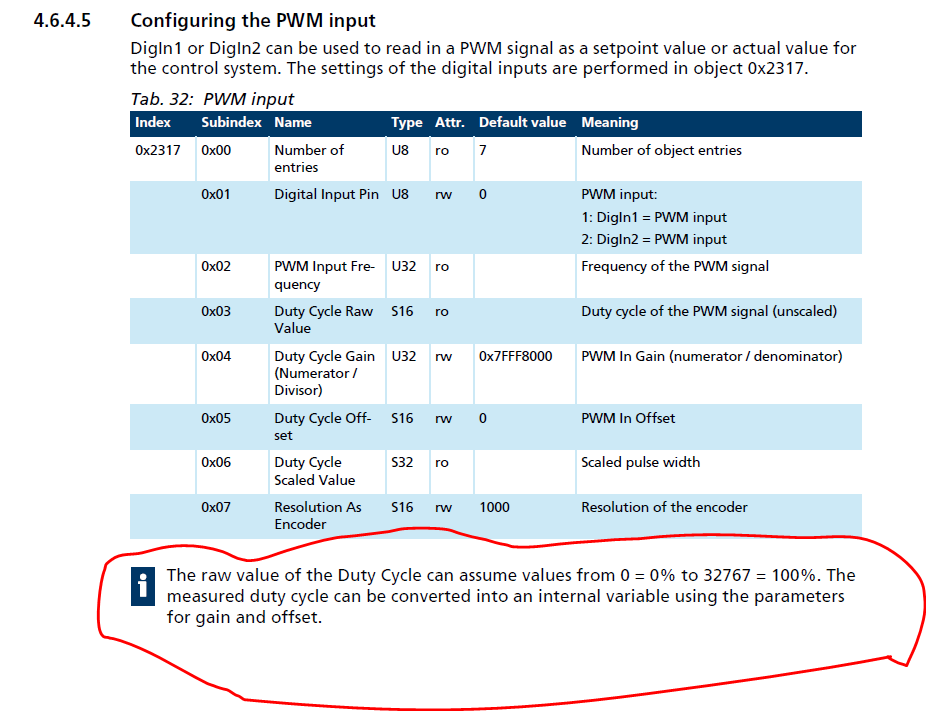 4.6.4.5 Configuring the PWM input
DigIn1 or DigIn2 can be used to read in a PWM signal as a setpoint value or actual value for
the control system. The settings of the digital inputs are performed in object 0x2317.
Tab. 32: PWM input
Index Subindex Name Type Attr. Default value Meaning
0x2317 0x00 Number of U8 ro 7 Number of object entries
entries
0x01 Digital Input Pin U8 rw 0 PWM input:
1: DigIn1 = PWM input
2: DigIn2 = PWM input
0x02 PWM Input Fre- U32 ro Frequency of the PWM signal
quency
0x03 Duty Cycle Raw S16 ro Duty cycle of the PWM signal (unscaled)
Value
0x04 Duty Cycle Gain U32 rw 0x7FFF8000 PWM In Gain (numerator / denominator)
(Numerator /
Divisor)
0x05 Duty Cycle Off- S16 rw 0 PWM In Offset
set
0x06 Duty Cycle S32 ro Scaled pulse width
Scaled Value
0x07 Resolution As S16 rw 1000 Resolution of the encoder
Encoder
i The raw value of the Duty Cycle can assume values from 0 = 0% to 32767 = 100%. The
measured duty cycle can be converted into an internal variable using the parameters
for gain and offset.